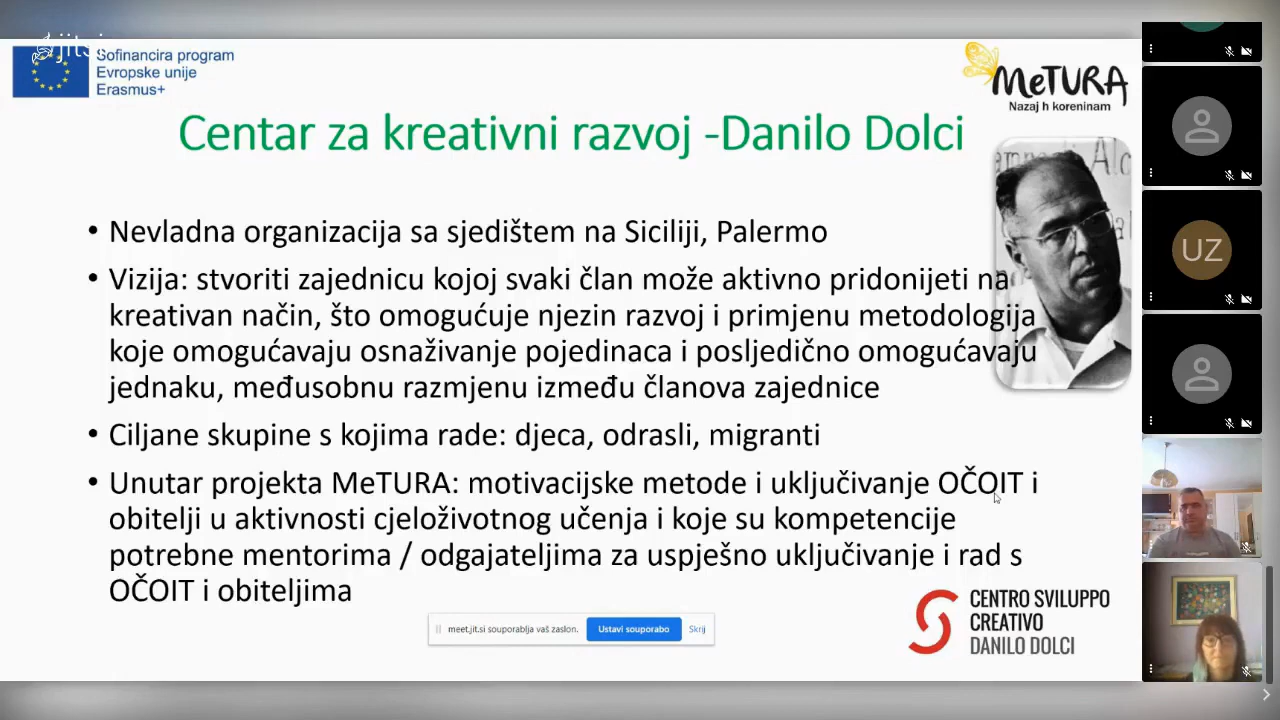 jitsi
Sofinancira program
Evropske unije
Erasmus+
MeTURA
Nazaj h koreninam
Centar za kreativni razvoj -Danilo Dolci
• Nevladna organizacija sa sjedištem na Siciliji, Palermo
• Vizija: stvoriti zajednicu kojoj svaki član može aktivno pridonijeti na
kreativan način, što omogućuje njezin razvoj i primjenu metodologija
koje omogućavaju osnaživanje pojedinaca i posljedično omogućavaju
jednaku, međusobnu razmjenu između članova zajednice
• Ciljane skupine s kojima rade: djeca, odrasli, migranti
• Unutar projekta MeTURA: motivacijske metode i uključivanje OČOIT i
obitelji u aktivnosti cjeloživotnog učenja i koje su kompetencije
potrebne mentorima / odgajateljima za uspješno uključivanje i rad s
OČOIT i obiteljima
meet.jit.si souporablja vaš zaslon.
Ustavi souporabo
Skrij
CENTRO SVILUPPO
CREATIVO
DANILO DOLCI
UZ